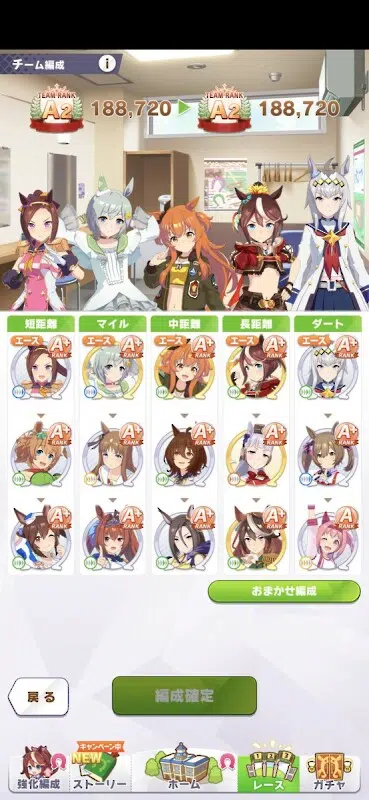 チーム編成 i
TEAM RANK TEAM RANK
A2 188,720 A2 188,720
短距離 マイル 中距離 長距離 ダート
エース A+ RANK エース A+ RANK エース A+ RANK エース A+ RANK エース A+ RANK
A+ RANK A+ RANK A+ RANK A+ RANK A+ RANK
A+ RANK A+ RANK A+ RANK A+ RANK A+ RANK
おまかせ編成
戻る 編成確定
キャンペーン中
NEW
強化編成 ストーリー ホーム レース ガチャ